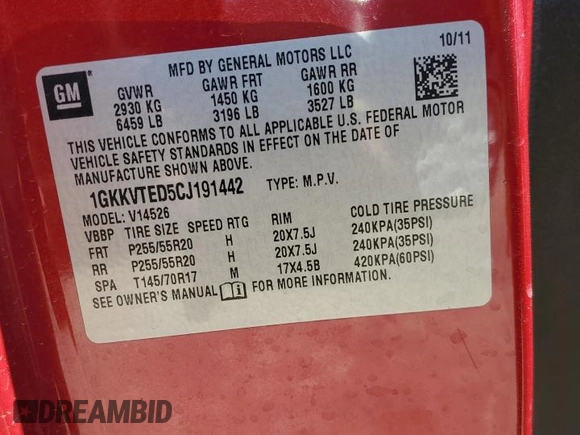 GM
MFD BY GENERAL MOTORS LLC
10/11
GVWR GAWR FRT GAWR RR
2930 KG 1450 KG 1600 KG
6459 LB 3196 LB 3527 LB
THIS VEHICLE CONFORMS TO ALL APPLICABLE U.S. FEDERAL MOTOR
VEHICLE SAFETY STANDARDS IN EFFECT ON THE DATE OF
MANUFACTURE SHOWN ABOVE.
1GKKVTED5CJ191442 TYPE: M.P.V.
MODEL: V14526
VBBP TIRE SIZE SPEED RTG RIM COLD TIRE PRESSURE
FRT P255/55R20 H 20X7.5J 240KPA(35PSI)
RR P255/55R20 H 20X7.5J 240KPA(35PSI)
SPA T145/70R17 M 17X4.5B 420KPA(60PSI)
SEE OWNER'S MANUAL FOR MORE INFORMATION.
DREAMBID